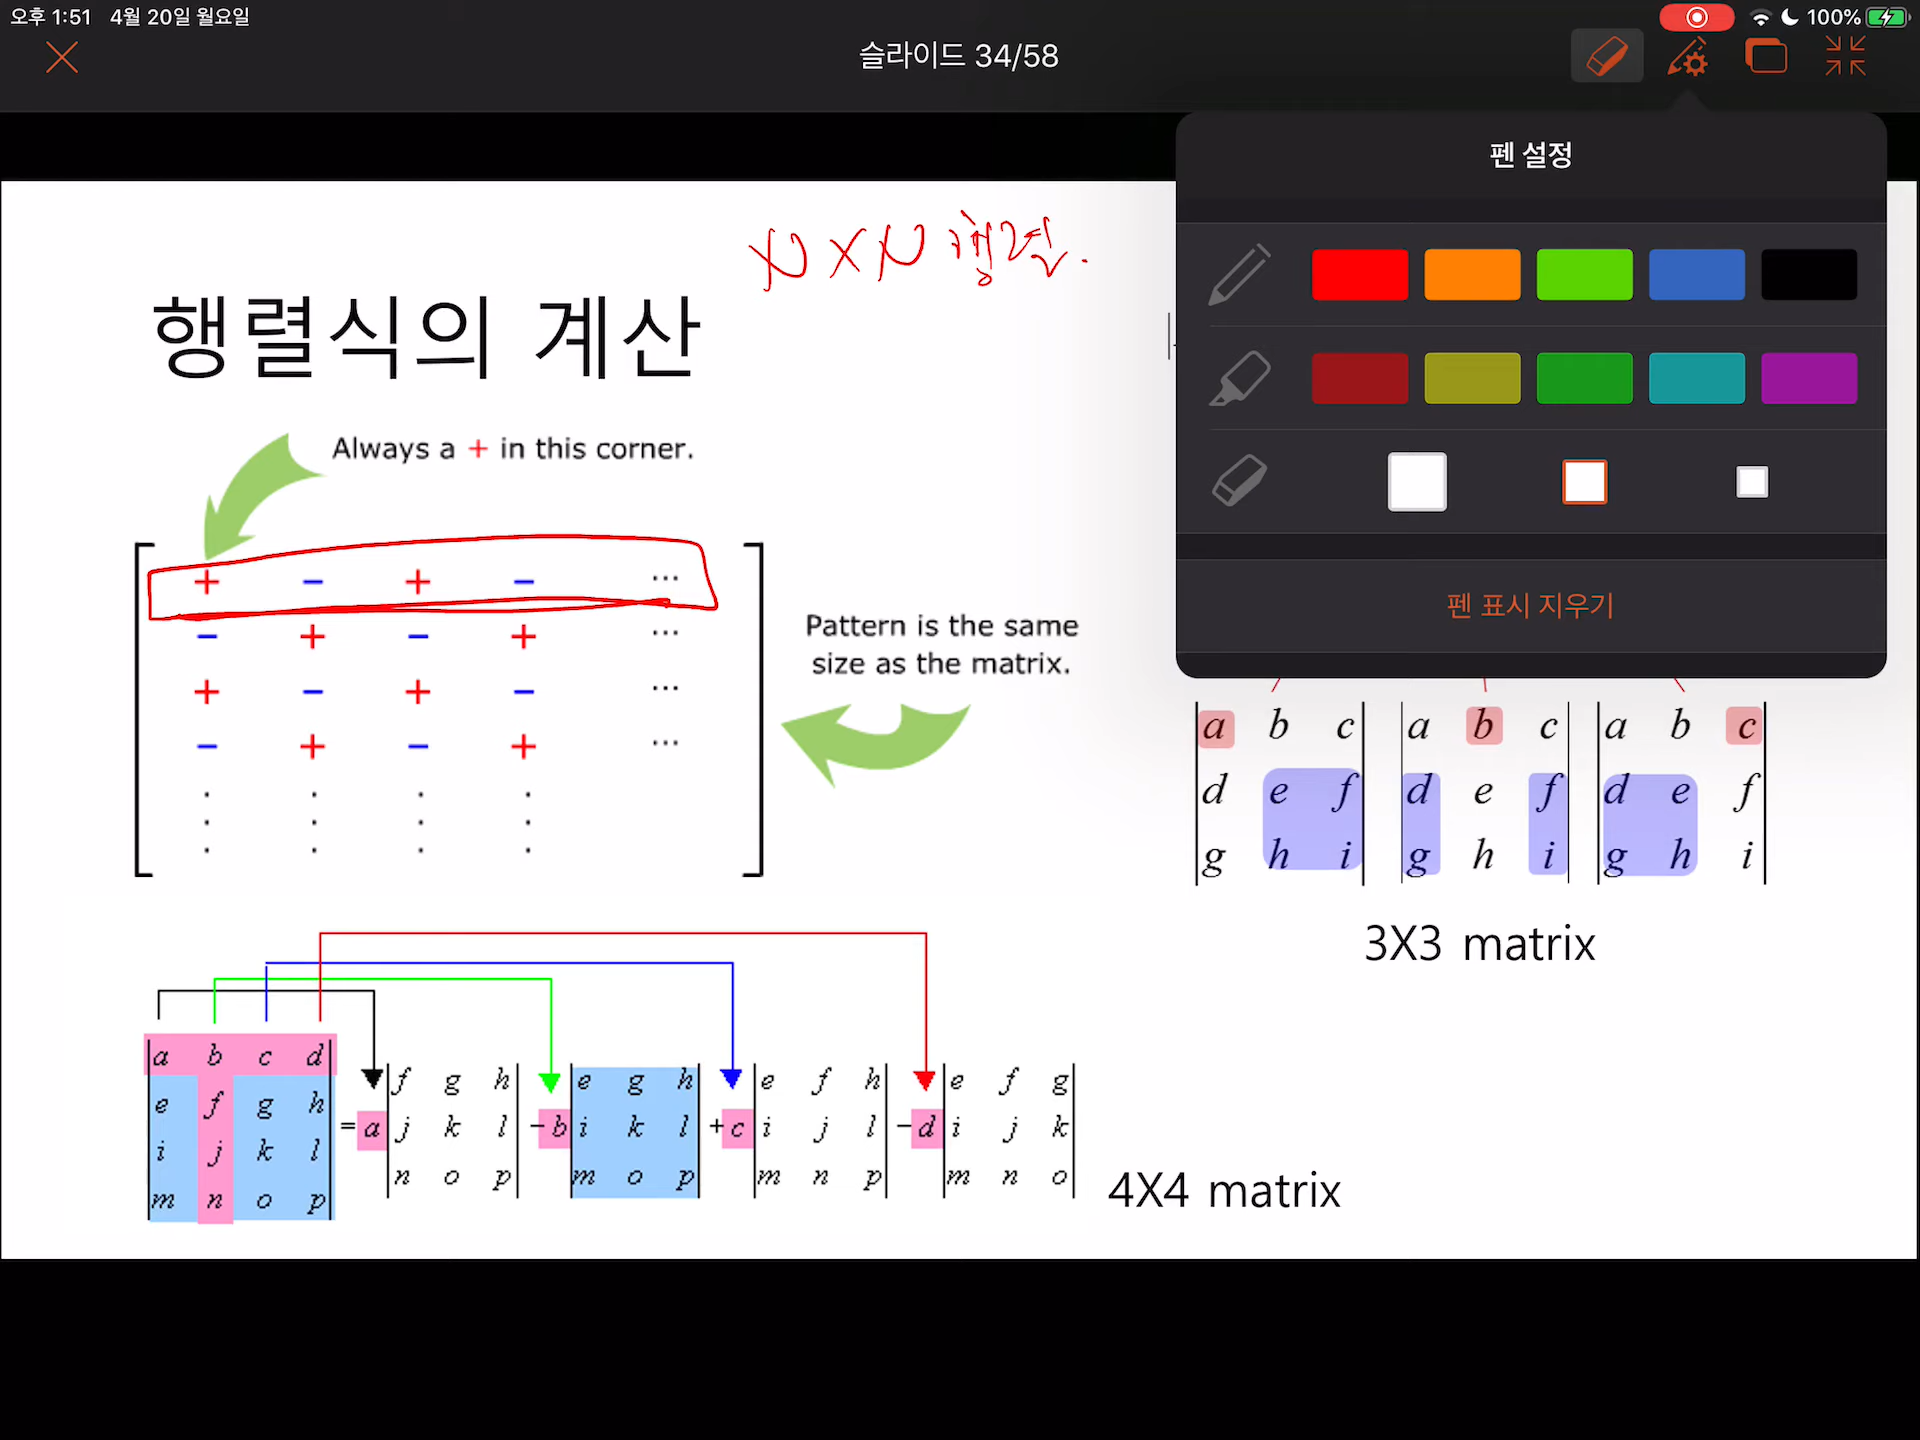 오후 1:51 4월 20일 월요일
100%
슬라이드 34/58
펜 설정
펜 표시 지우기
N X N 행렬.
행렬식의 계산
Always a + in this corner.
+ − + − ...
− + − + ...
+ − + − ...
− + − + ...
. . . .
. . . .
. . . .
Pattern is the same
size as the matrix.
a b c a b c a b c
d e f d e f d e f
g h i g h i g h i
3X3 matrix
a b c d
e f g h
i j k l
m n o p
= a
f g h
j k l
n o p
− b
e g h
i k l
m o p
+ c
e f h
i j l
m n p
− d
e f g
i j k
m n o
4X4 matrix